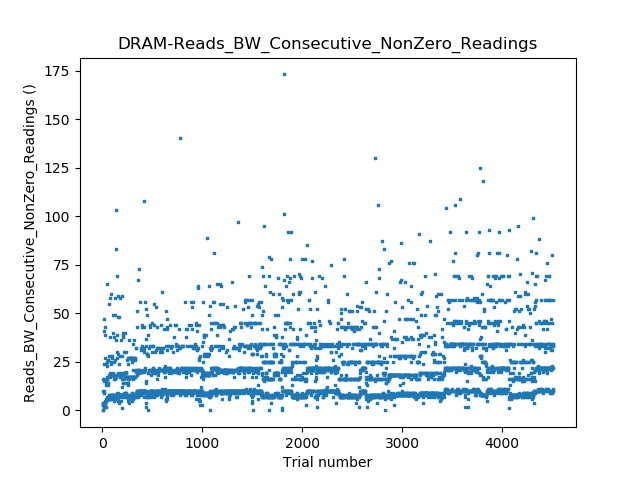 DRAM-Reads_BW_Consecutive_NonZero_Readings
Reads_BW_Consecutive_NonZero_Readings ()
175
150
125
100
75
50
25
0
0 1000 2000 3000 4000
Trial number